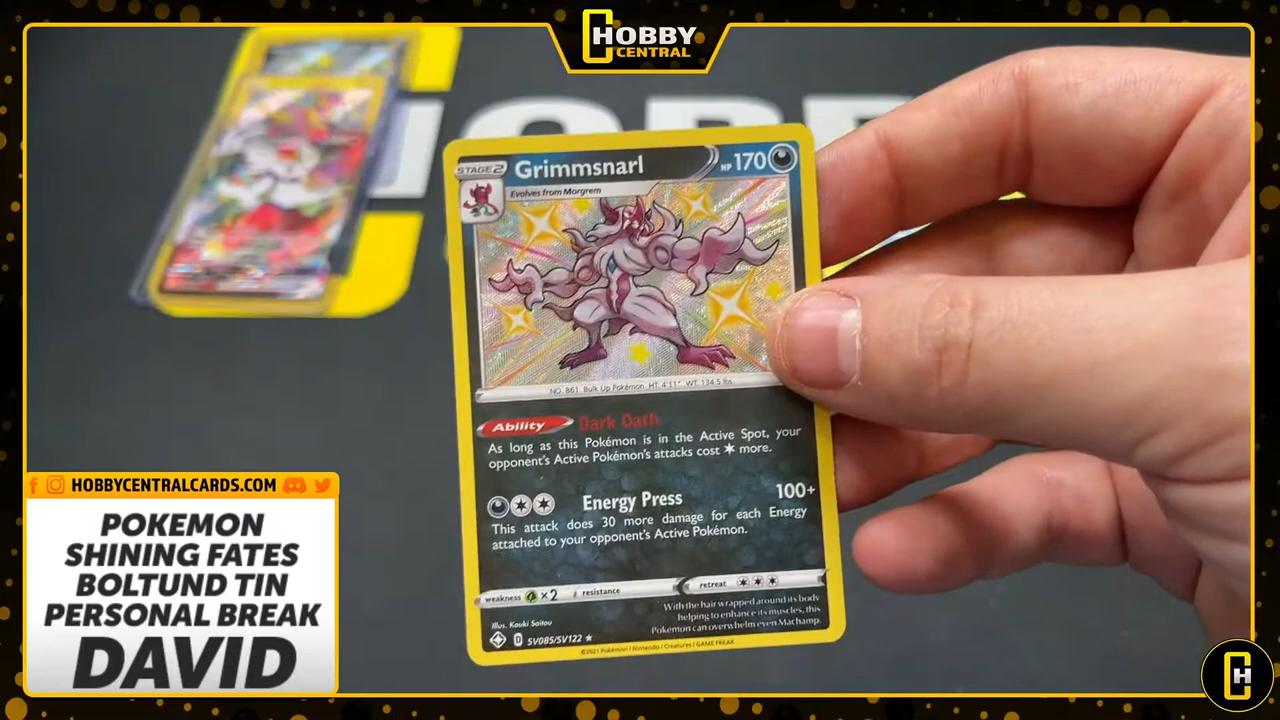 HOBBY
CENTRAL
STAGE 2
Grimmsnarl
HP 170
Evolves from Morgrem
NO. 861 Bulk Up Pokémon HT: 4'11" WT: 134.5 lbs.
Ability Dark Oath
As long as this Pokémon is in the Active Spot, your
opponent's Active Pokémon's attacks cost more.
Energy Press 100+
This attack does 30 more damage for each Energy
attached to your opponent's Active Pokémon.
weakness ×2 resistance retreat
With the hair wrapped around its body
helping to enhance its muscles, this
Pokémon can overwhelm even Machamp.
Illus. Kouki Saitou
D SV085/SV122
©2021 Pokémon / Nintendo / Creatures / GAME FREAK
HOBBYCENTRALCARDS.COM
POKEMON
SHINING FATES
BOLTUND TIN
PERSONAL BREAK
DAVID
CH